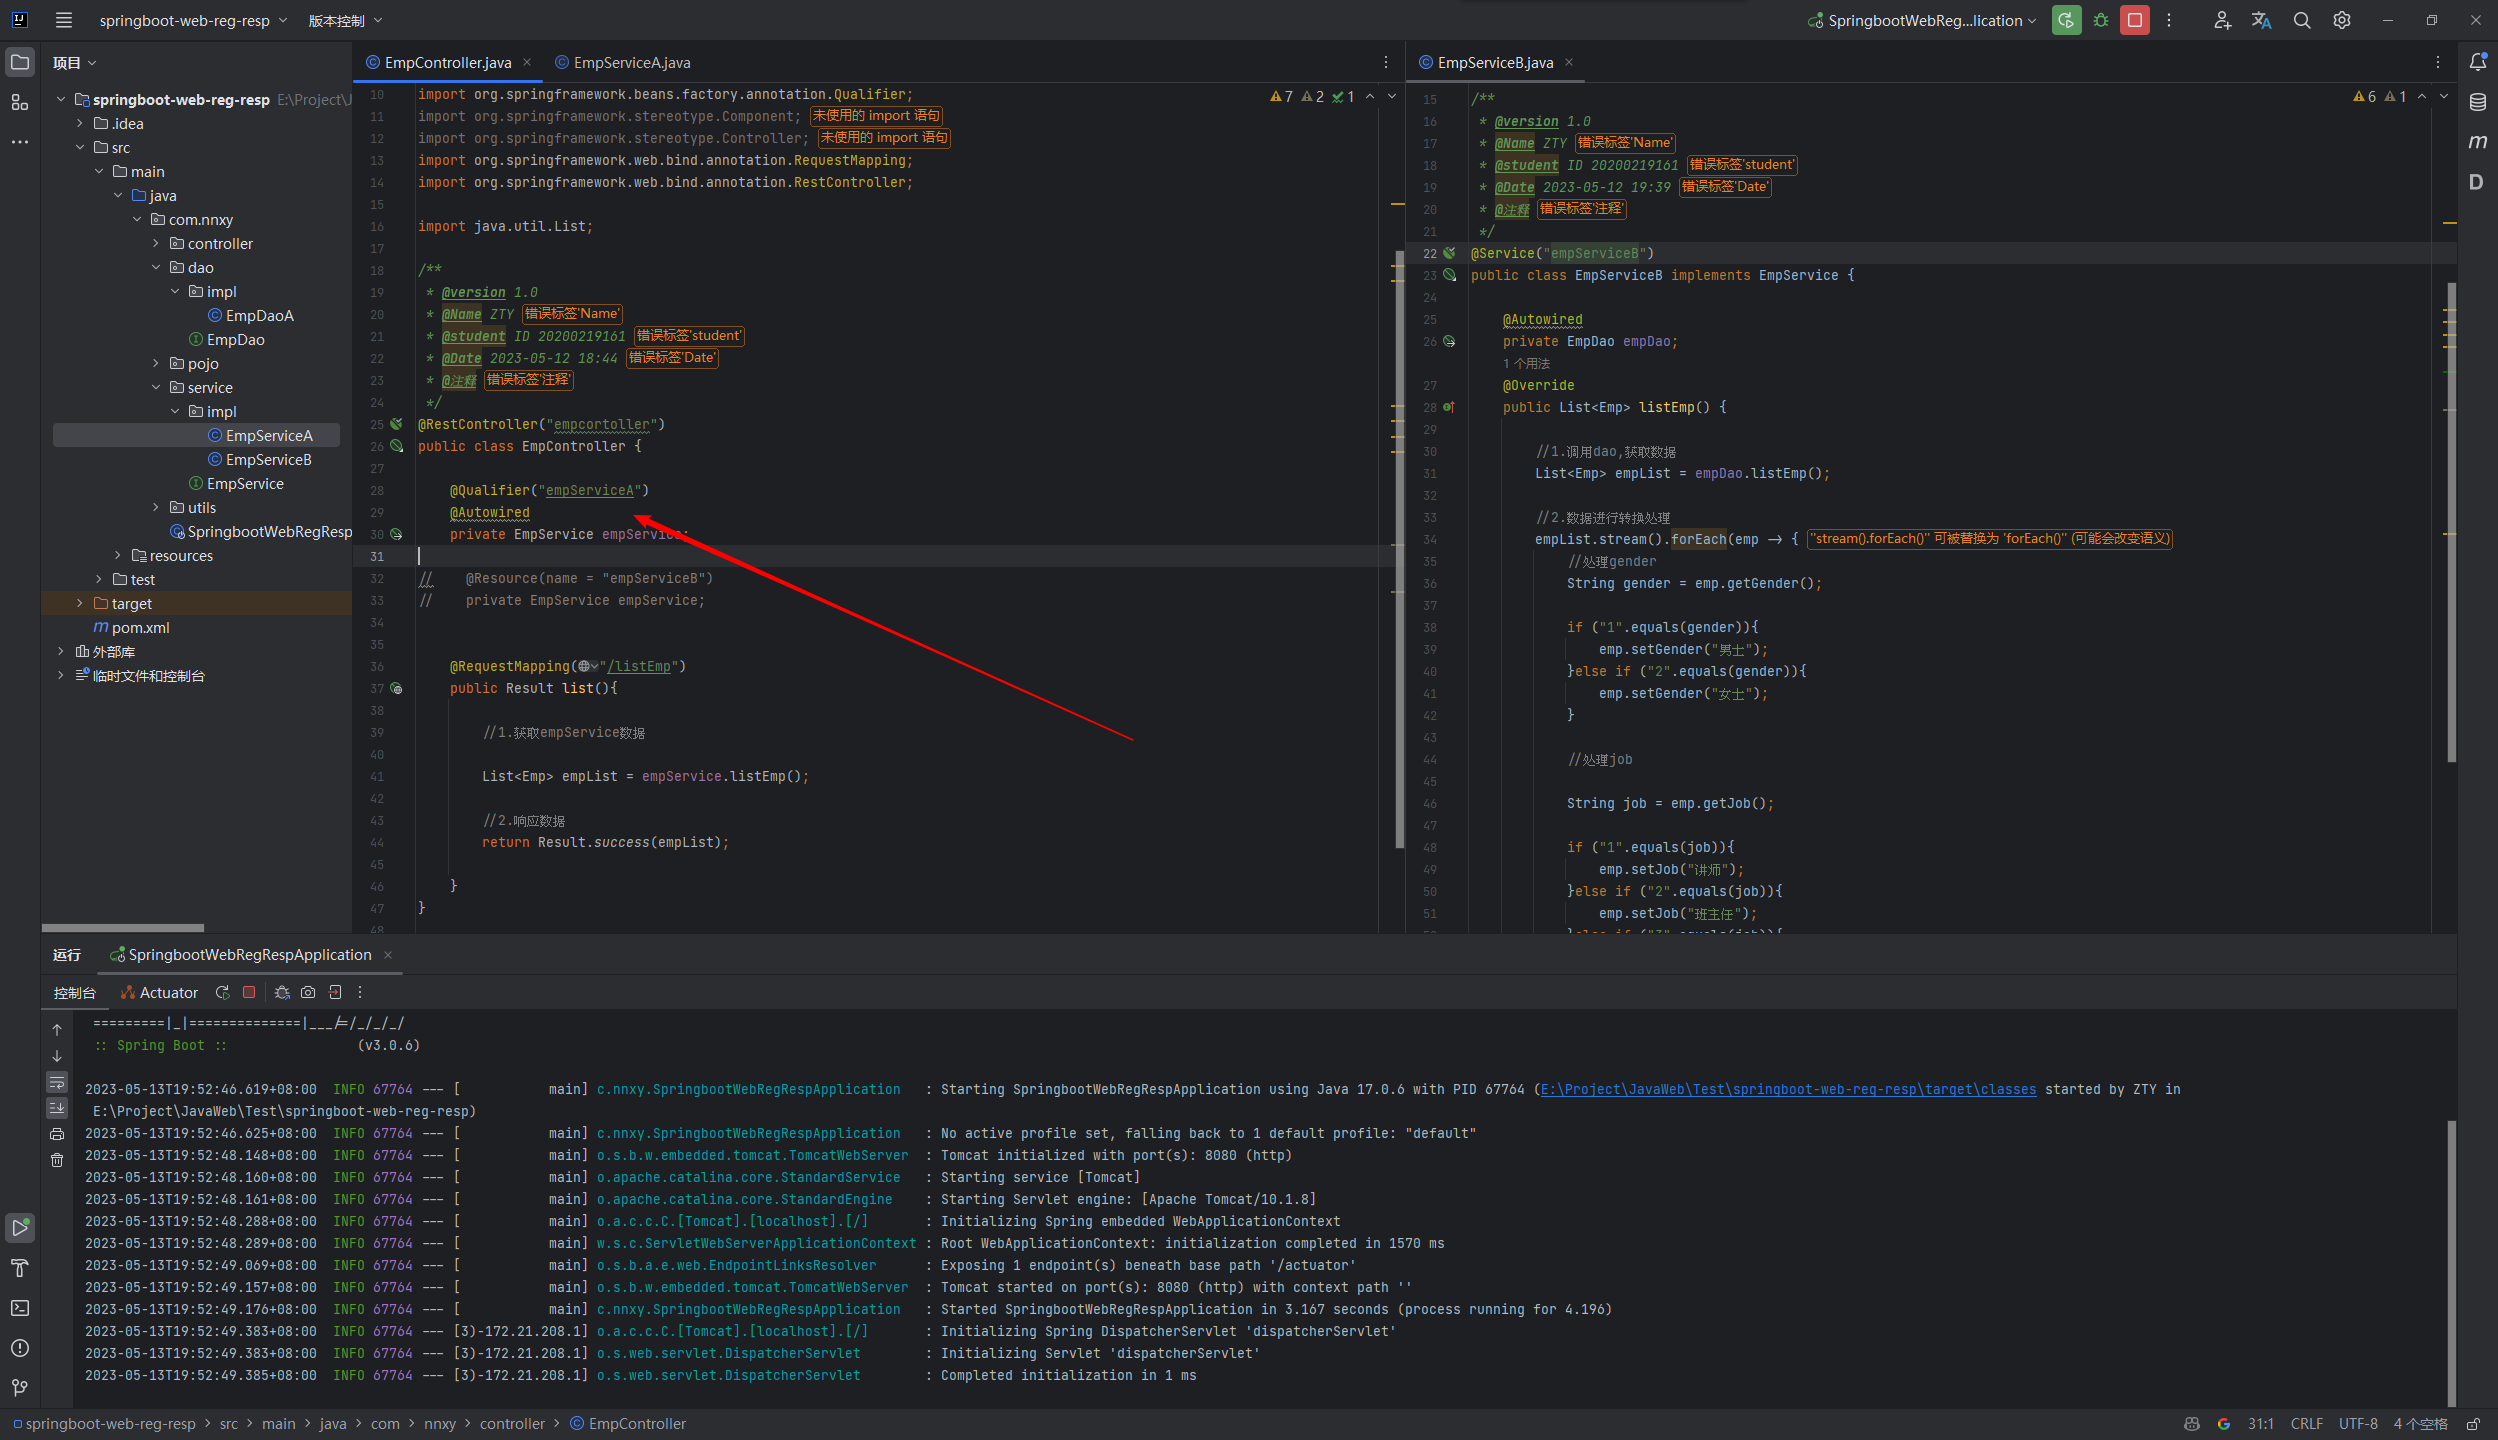 springboot-web-reg-resp 版本控制 SpringbootWebReg...lication
项目
springboot-web-reg-resp E:\Project\J
.idea
src
main
java
com.nnxy
controller
dao
impl
EmpDaoA
EmpDao
pojo
service
impl
EmpServiceA
EmpServiceB
EmpService
utils
SpringbootWebRegResp
resources
test
target
pom.xml
外部库
临时文件和控制台
EmpController.java EmpServiceA.java
7 2 1
10 import org.springframework.beans.factory.annotation.Qualifier;
11 import org.springframework.stereotype.Component; 未使用的 import 语句
12 import org.springframework.stereotype.Controller; 未使用的 import 语句
13 import org.springframework.web.bind.annotation.RequestMapping;
14 import org.springframework.web.bind.annotation.RestController;
15
16 import java.util.List;
17
18 /**
19 * @version 1.0
20 * @Name ZTY 错误标签'Name'
21 * @student ID 20200219161 错误标签'student'
22 * @Date 2023-05-12 18:44 错误标签'Date'
23 * @注释 错误标签'注释'
24 */
25 @RestController("empcortoller")
26 public class EmpController {
27
28 @Qualifier("empServiceA")
29 @Autowired
30 private EmpService empService;
31
32 // @Resource(name = "empServiceB")
33 // private EmpService empService;
34
35
36 @RequestMapping("/listEmp")
37 public Result list(){
38
39 //1.获取empService数据
40
41 List<Emp> empList = empService.listEmp();
42
43 //2.响应数据
44 return Result.success(empList);
45
46 }
47 }
48
EmpServiceB.java
6 1
15 /**
16 * @version 1.0
17 * @Name ZTY 错误标签'Name'
18 * @student ID 20200219161 错误标签'student'
19 * @Date 2023-05-12 19:39 错误标签'Date'
20 * @注释 错误标签'注释'
21 */
22 @Service("empServiceB")
23 public class EmpServiceB implements EmpService {
24
25 @Autowired
26 private EmpDao empDao;
1 个用法
27 @Override
28 public List<Emp> listEmp() {
29
30 //1.调用dao,获取数据
31 List<Emp> empList = empDao.listEmp();
32
33 //2.数据进行转换处理
34 empList.stream().forEach(emp → { "stream().forEach()" 可被替换为 'forEach()'' (可能会改变语义)
35 //处理gender
36 String gender = emp.getGender();
37
38 if ("1".equals(gender)){
39 emp.setGender("男士");
40 }else if ("2".equals(gender)){
41 emp.setGender("女士");
42 }
43
44 //处理job
45
46 String job = emp.getJob();
47
48 if ("1".equals(job)){
49 emp.setJob("讲师");
50 }else if ("2".equals(job)){
51 emp.setJob("班主任");
}else if ("3".equals(job)){
运行 SpringbootWebRegRespApplication
控制台 Actuator
=========|_|==============|___/=/_/_/_/
:: Spring Boot :: (v3.0.6)
2023-05-13T19:52:46.619+08:00 INFO 67764 --- [ main] c.nnxy.SpringbootWebRegRespApplication : Starting SpringbootWebRegRespApplication using Java 17.0.6 with PID 67764 (E:\Project\JavaWeb\Test\springboot-web-reg-resp\target\classes started by ZTY in
E:\Project\JavaWeb\Test\springboot-web-reg-resp)
2023-05-13T19:52:46.625+08:00 INFO 67764 --- [ main] c.nnxy.SpringbootWebRegRespApplication : No active profile set, falling back to 1 default profile: "default"
2023-05-13T19:52:48.148+08:00 INFO 67764 --- [ main] o.s.b.w.embedded.tomcat.TomcatWebServer : Tomcat initialized with port(s): 8080 (http)
2023-05-13T19:52:48.160+08:00 INFO 67764 --- [ main] o.apache.catalina.core.StandardService : Starting service [Tomcat]
2023-05-13T19:52:48.161+08:00 INFO 67764 --- [ main] o.apache.catalina.core.StandardEngine : Starting Servlet engine: [Apache Tomcat/10.1.8]
2023-05-13T19:52:48.288+08:00 INFO 67764 --- [ main] o.a.c.c.C.[Tomcat].[localhost].[/] : Initializing Spring embedded WebApplicationContext
2023-05-13T19:52:48.289+08:00 INFO 67764 --- [ main] w.s.c.ServletWebServerApplicationContext : Root WebApplicationContext: initialization completed in 1570 ms
2023-05-13T19:52:49.069+08:00 INFO 67764 --- [ main] o.s.b.a.e.web.EndpointLinksResolver : Exposing 1 endpoint(s) beneath base path '/actuator'
2023-05-13T19:52:49.157+08:00 INFO 67764 --- [ main] o.s.b.w.embedded.tomcat.TomcatWebServer : Tomcat started on port(s): 8080 (http) with context path ''
2023-05-13T19:52:49.176+08:00 INFO 67764 --- [ main] c.nnxy.SpringbootWebRegRespApplication : Started SpringbootWebRegRespApplication in 3.167 seconds (process running for 4.196)
2023-05-13T19:52:49.383+08:00 INFO 67764 --- [3)-172.21.208.1] o.a.c.c.C.[Tomcat].[localhost].[/] : Initializing Spring DispatcherServlet 'dispatcherServlet'
2023-05-13T19:52:49.383+08:00 INFO 67764 --- [3)-172.21.208.1] o.s.web.servlet.DispatcherServlet : Initializing Servlet 'dispatcherServlet'
2023-05-13T19:52:49.385+08:00 INFO 67764 --- [3)-172.21.208.1] o.s.web.servlet.DispatcherServlet : Completed initialization in 1 ms
springboot-web-reg-resp > src > main > java > com > nnxy > controller > EmpController 31:1 CRLF UTF-8 4 个空格